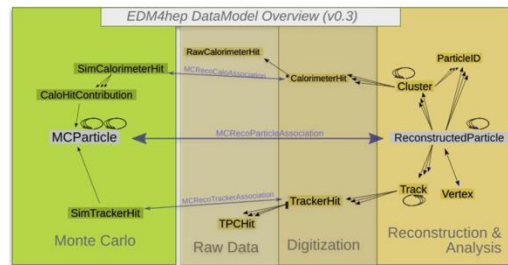 EDM4hep DataModel Overview (v0.3)
RawCalorimeterHit
SimCalorimeterHit
MCRecoCaloAssociation
CalorimeterHit
ParticleID
Cluster
CaloHitContribution
MCParticle
MCRecoParticleAssociation
ReconstructedParticle
MCRecoTrackerAssociation
Track
Vertex
SimTrackerHit
TrackerHit
TPCHit
Monte Carlo
Raw Data
Digitization
Reconstruction &
Analysis